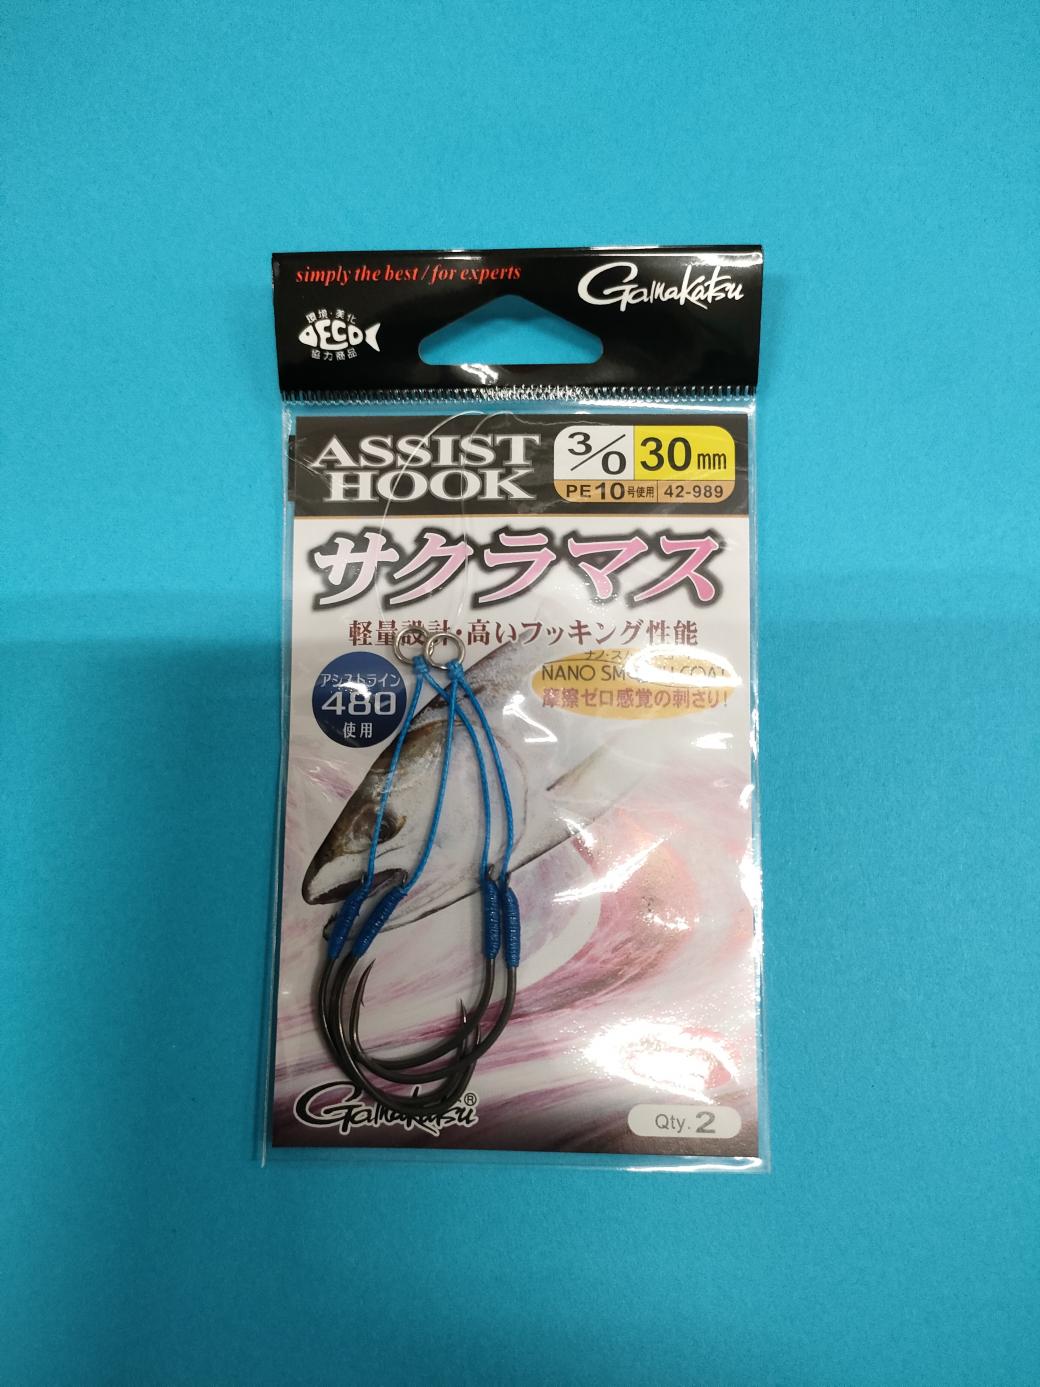 simply the best / for experts
Gamakatsu
環境・美化
DECO
協力商品
ASSIST
HOOK
3/0
30mm
PE10号使用
42-989
サクラマス
軽量設計・高いフッキング性能
アシストライン
480
使用
NANO SMOOTH COAT
摩擦ゼロ感覚の刺さり!
Gamakatsu®
Qty. 2